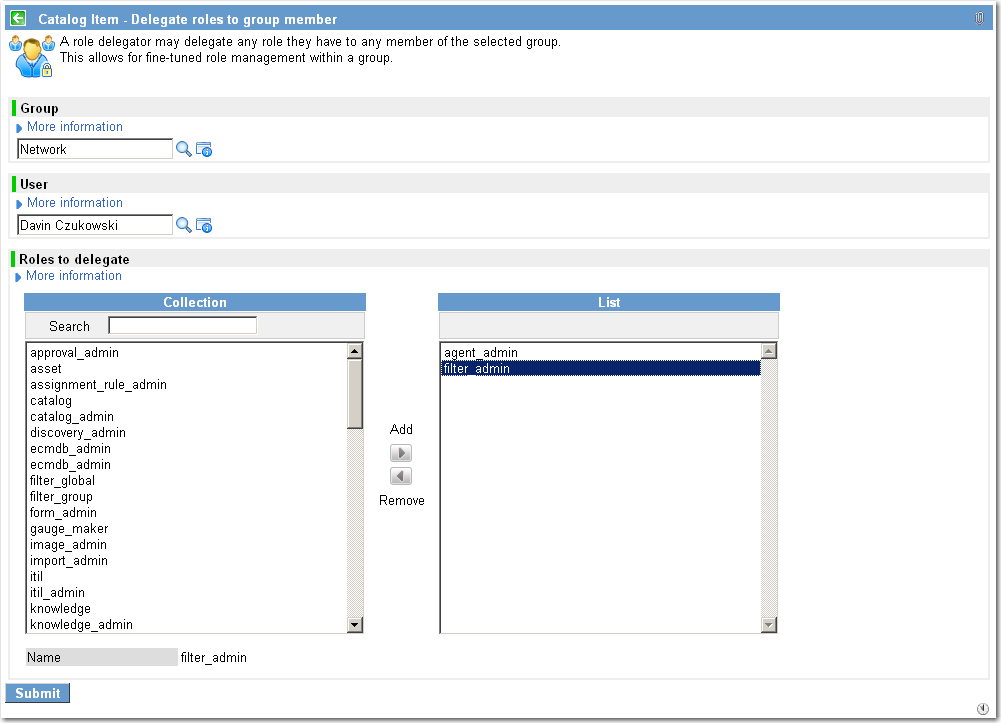 Catalog Item - Delegate roles to group member
A role delegator may delegate any role they have to any member of the selected group.
This allows for fine-tuned role management within a group.
Group
More information
Network
User
More information
Davin Czukowski
Roles to delegate
More information
Collection
Search
approval_admin
asset
assignment_rule_admin
catalog
catalog_admin
discovery_admin
ecmdb_admin
ecmdb_admin
filter_global
filter_group
form_admin
gauge_maker
image_admin
import_admin
itil
itil_admin
knowledge
knowledge_admin
Add
Remove
List
agent_admin
filter_admin
Name filter_admin
Submit